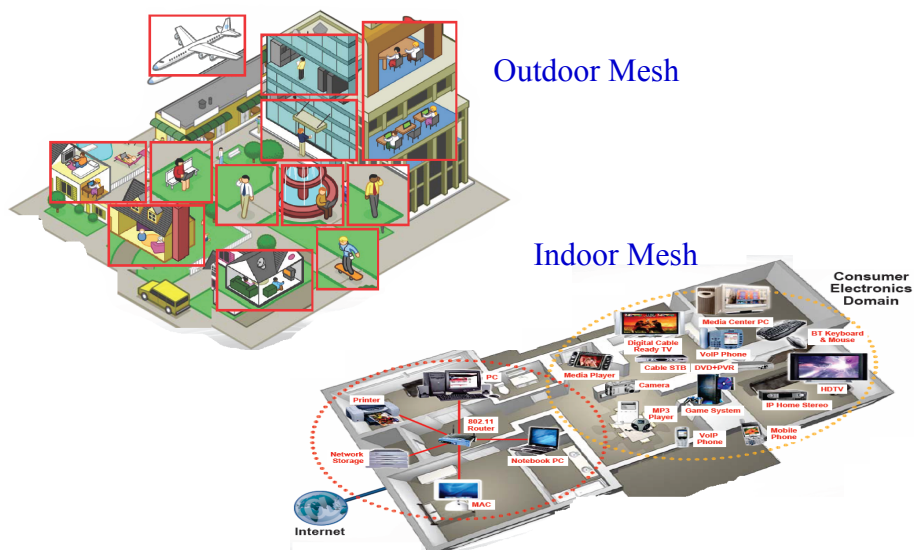 Outdoor Mesh
Indoor Mesh
Consumer
Electronics
Domain
Media Center PC
BT Keyboard
& Mouse
Digital Cable
Ready TV
VoIP Phone
Media Player
Cable STB
DVD+PVR
HDTV
Camera
IP Home Stereo
PC
Printer
MP3
Player
Game System
802.11
Router
VoIP
Phone
Mobile
Phone
Network
Storage
Notebook PC
MAC
Internet